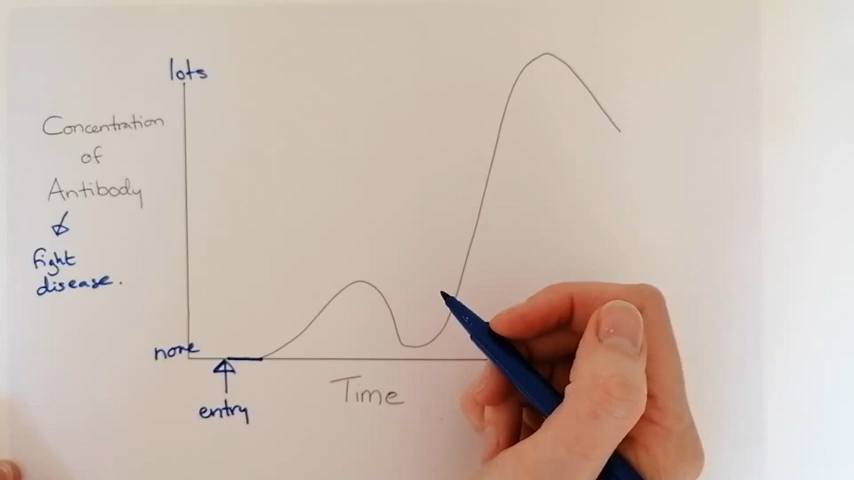 lots
Concentration
of
Antibody
fight
disease.
none
entry
Time